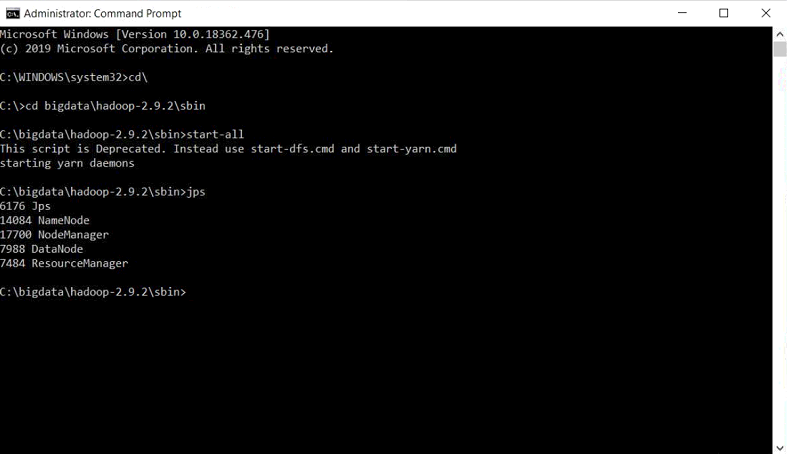 Administrator: Command Prompt
Microsoft Windows [Version 10.0.18362.476]
(c) 2019 Microsoft Corporation. All rights reserved.
C:\WINDOWS\system32>cd\
C:\>cd bigdata\hadoop-2.9.2\sbin
C:\bigdata\hadoop-2.9.2\sbin>start-all
This script is Deprecated. Instead use start-dfs.cmd and start-yarn.cmd
starting yarn daemons
C:\bigdata\hadoop-2.9.2\sbin>jps
6176 Jps
14084 NameNode
17700 NodeManager
7988 DataNode
7484 ResourceManager
C:\bigdata\hadoop-2.9.2\sbin>